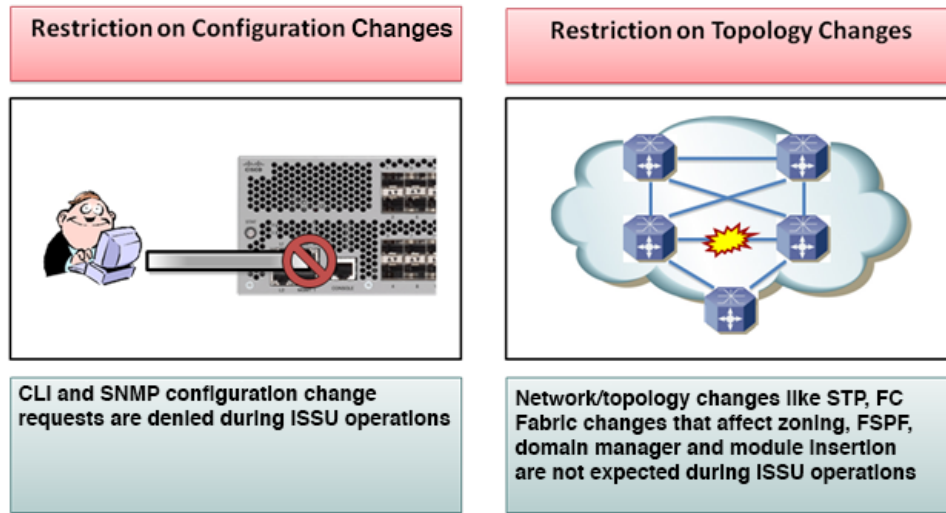 Restriction on Configuration Changes
Restriction on Topology Changes
CLI and SNMP configuration change
requests are denied during ISSU operations
Network/topology changes like STP, FC
Fabric changes that affect zoning, FSPF,
domain manager and module insertion
are not expected during ISSU operations